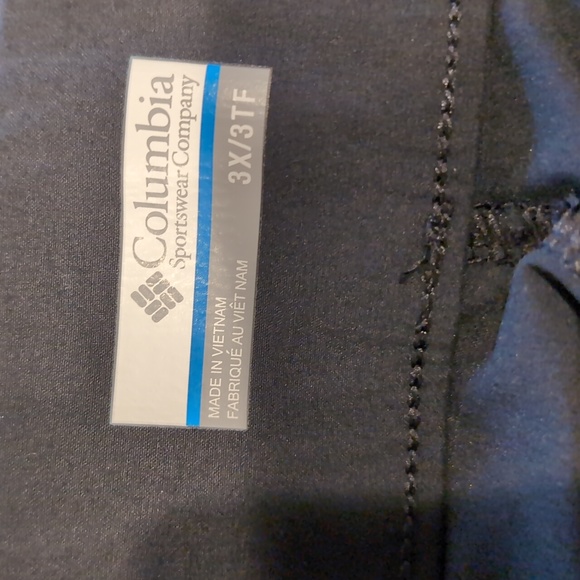 Columbia
Sportswear Company
3X/3TF
MADE IN VIETNAM
FABRIQUÉ AU VIÊT NAM